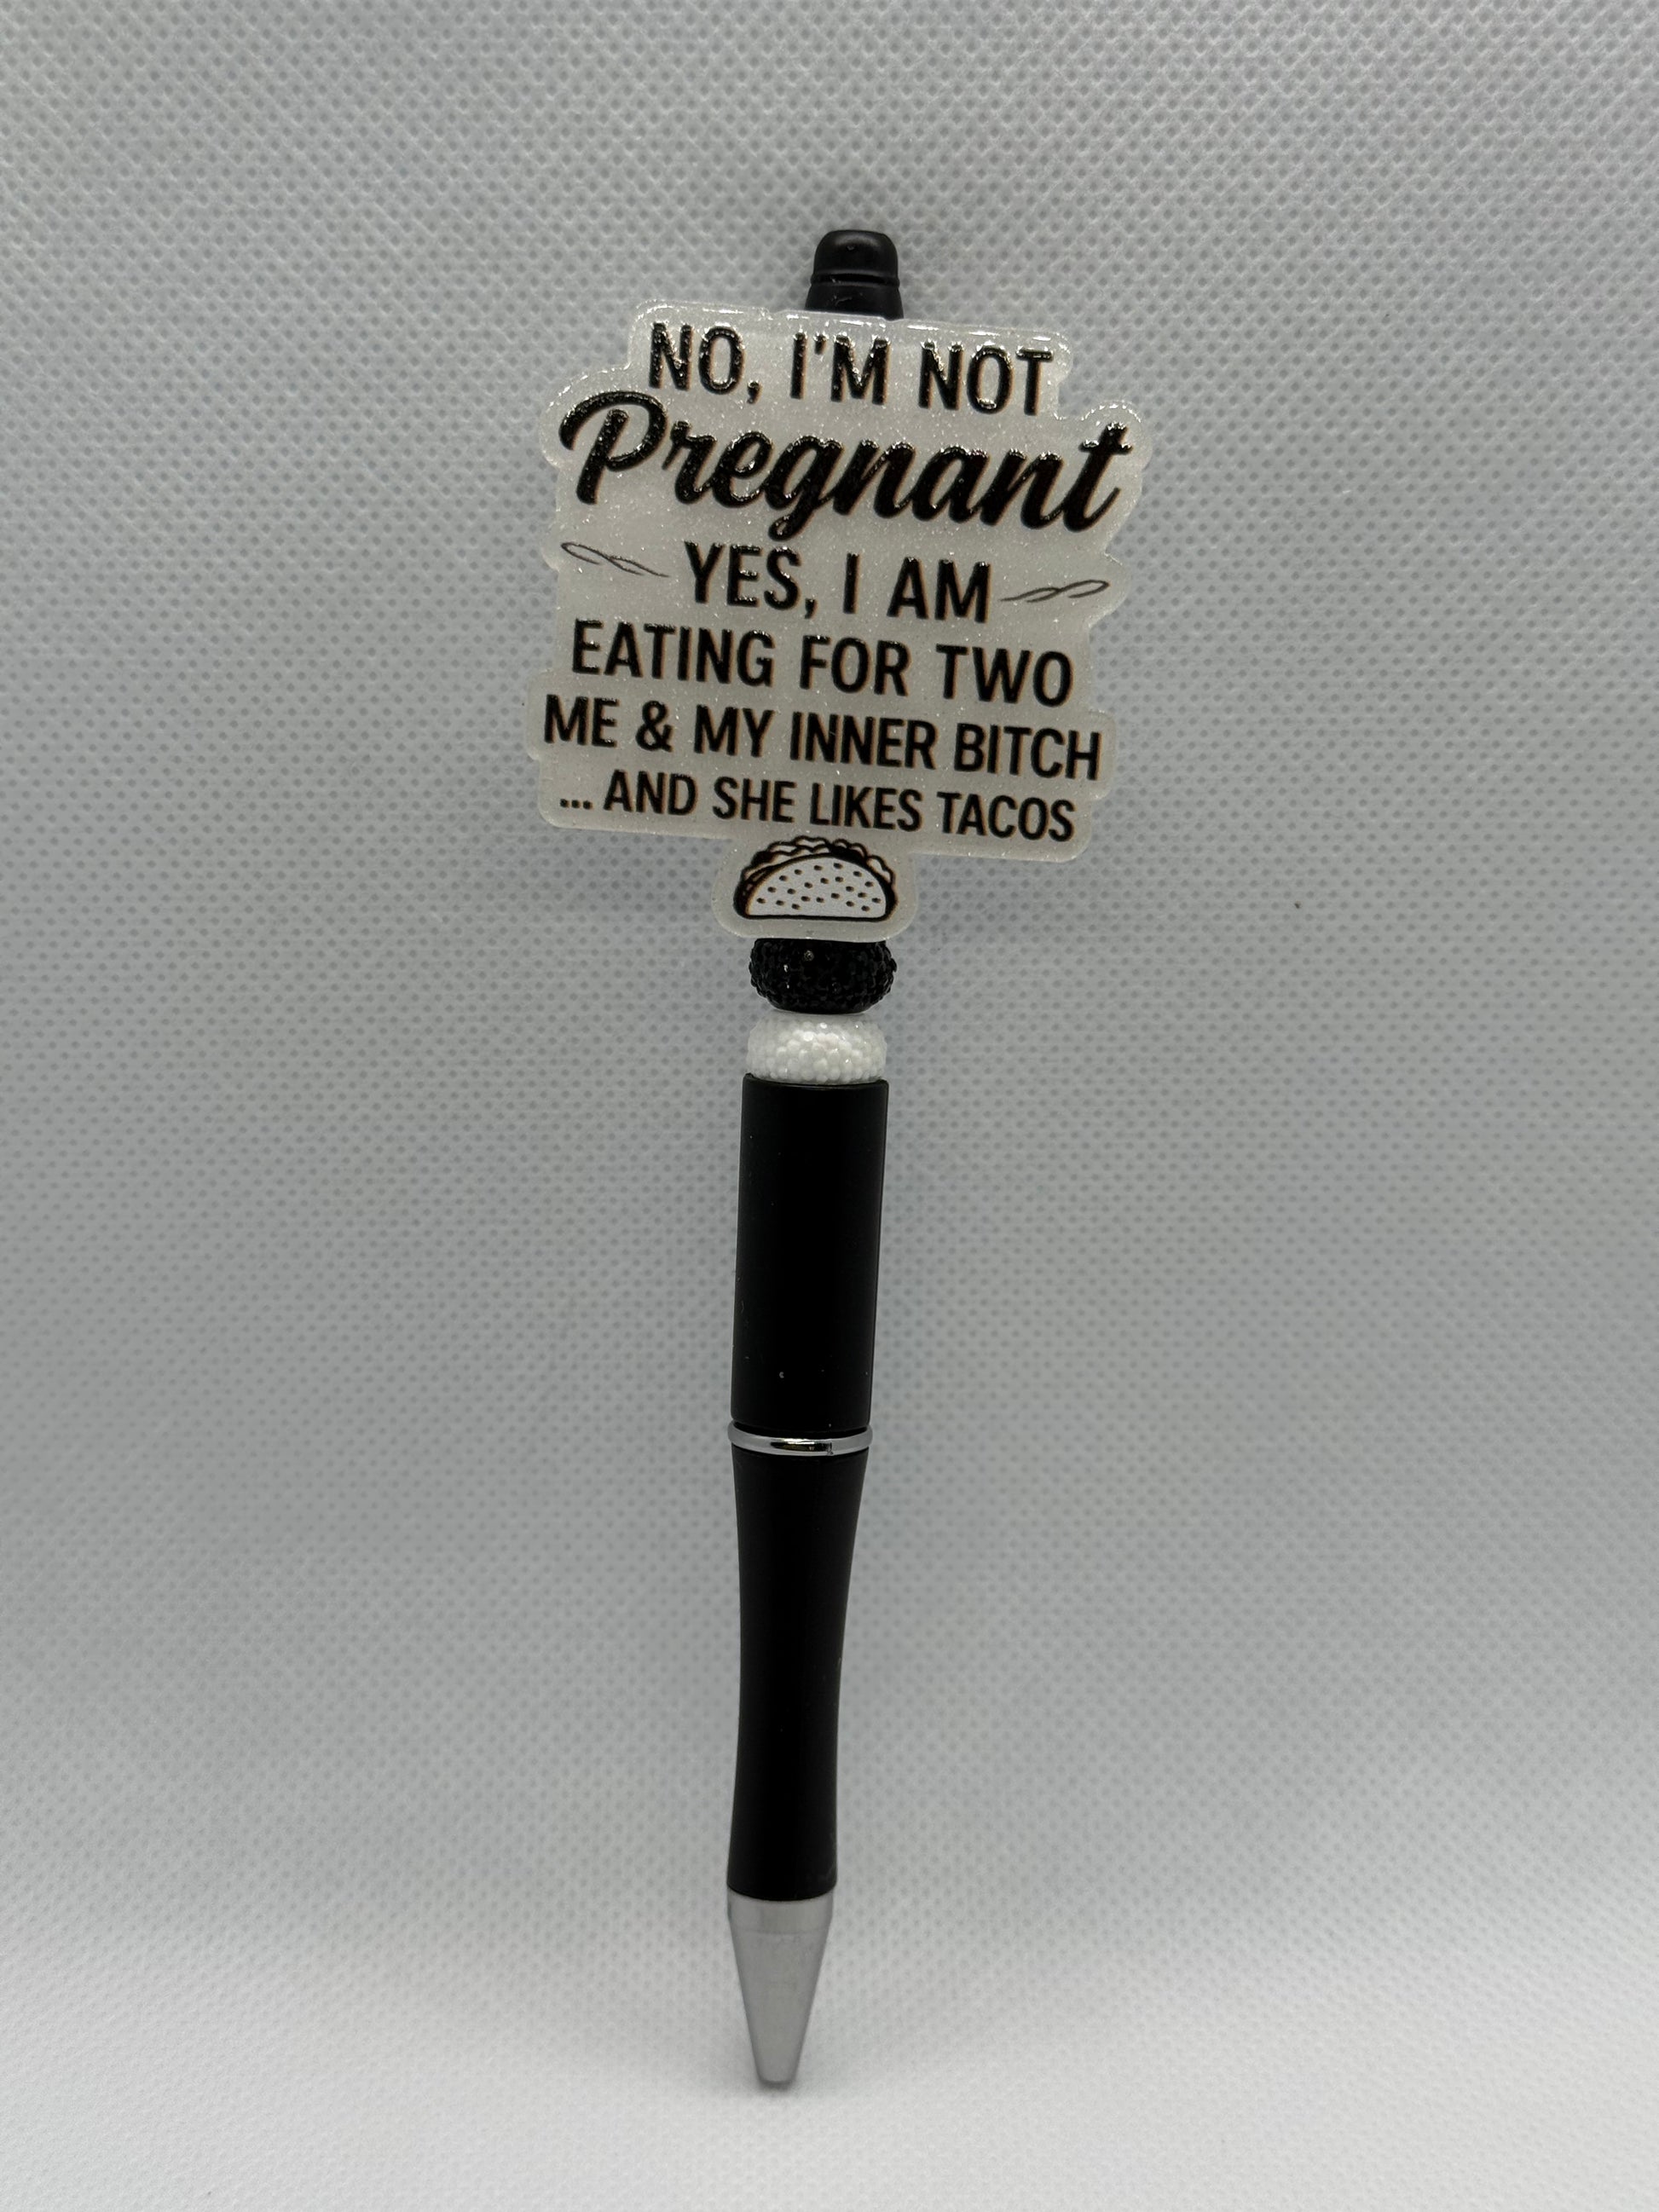 NO, I'M NOT
Pregnant
YES, I AM
EATING FOR TWO
ME & MY INNER BITCH
... AND SHE LIKES TACOS